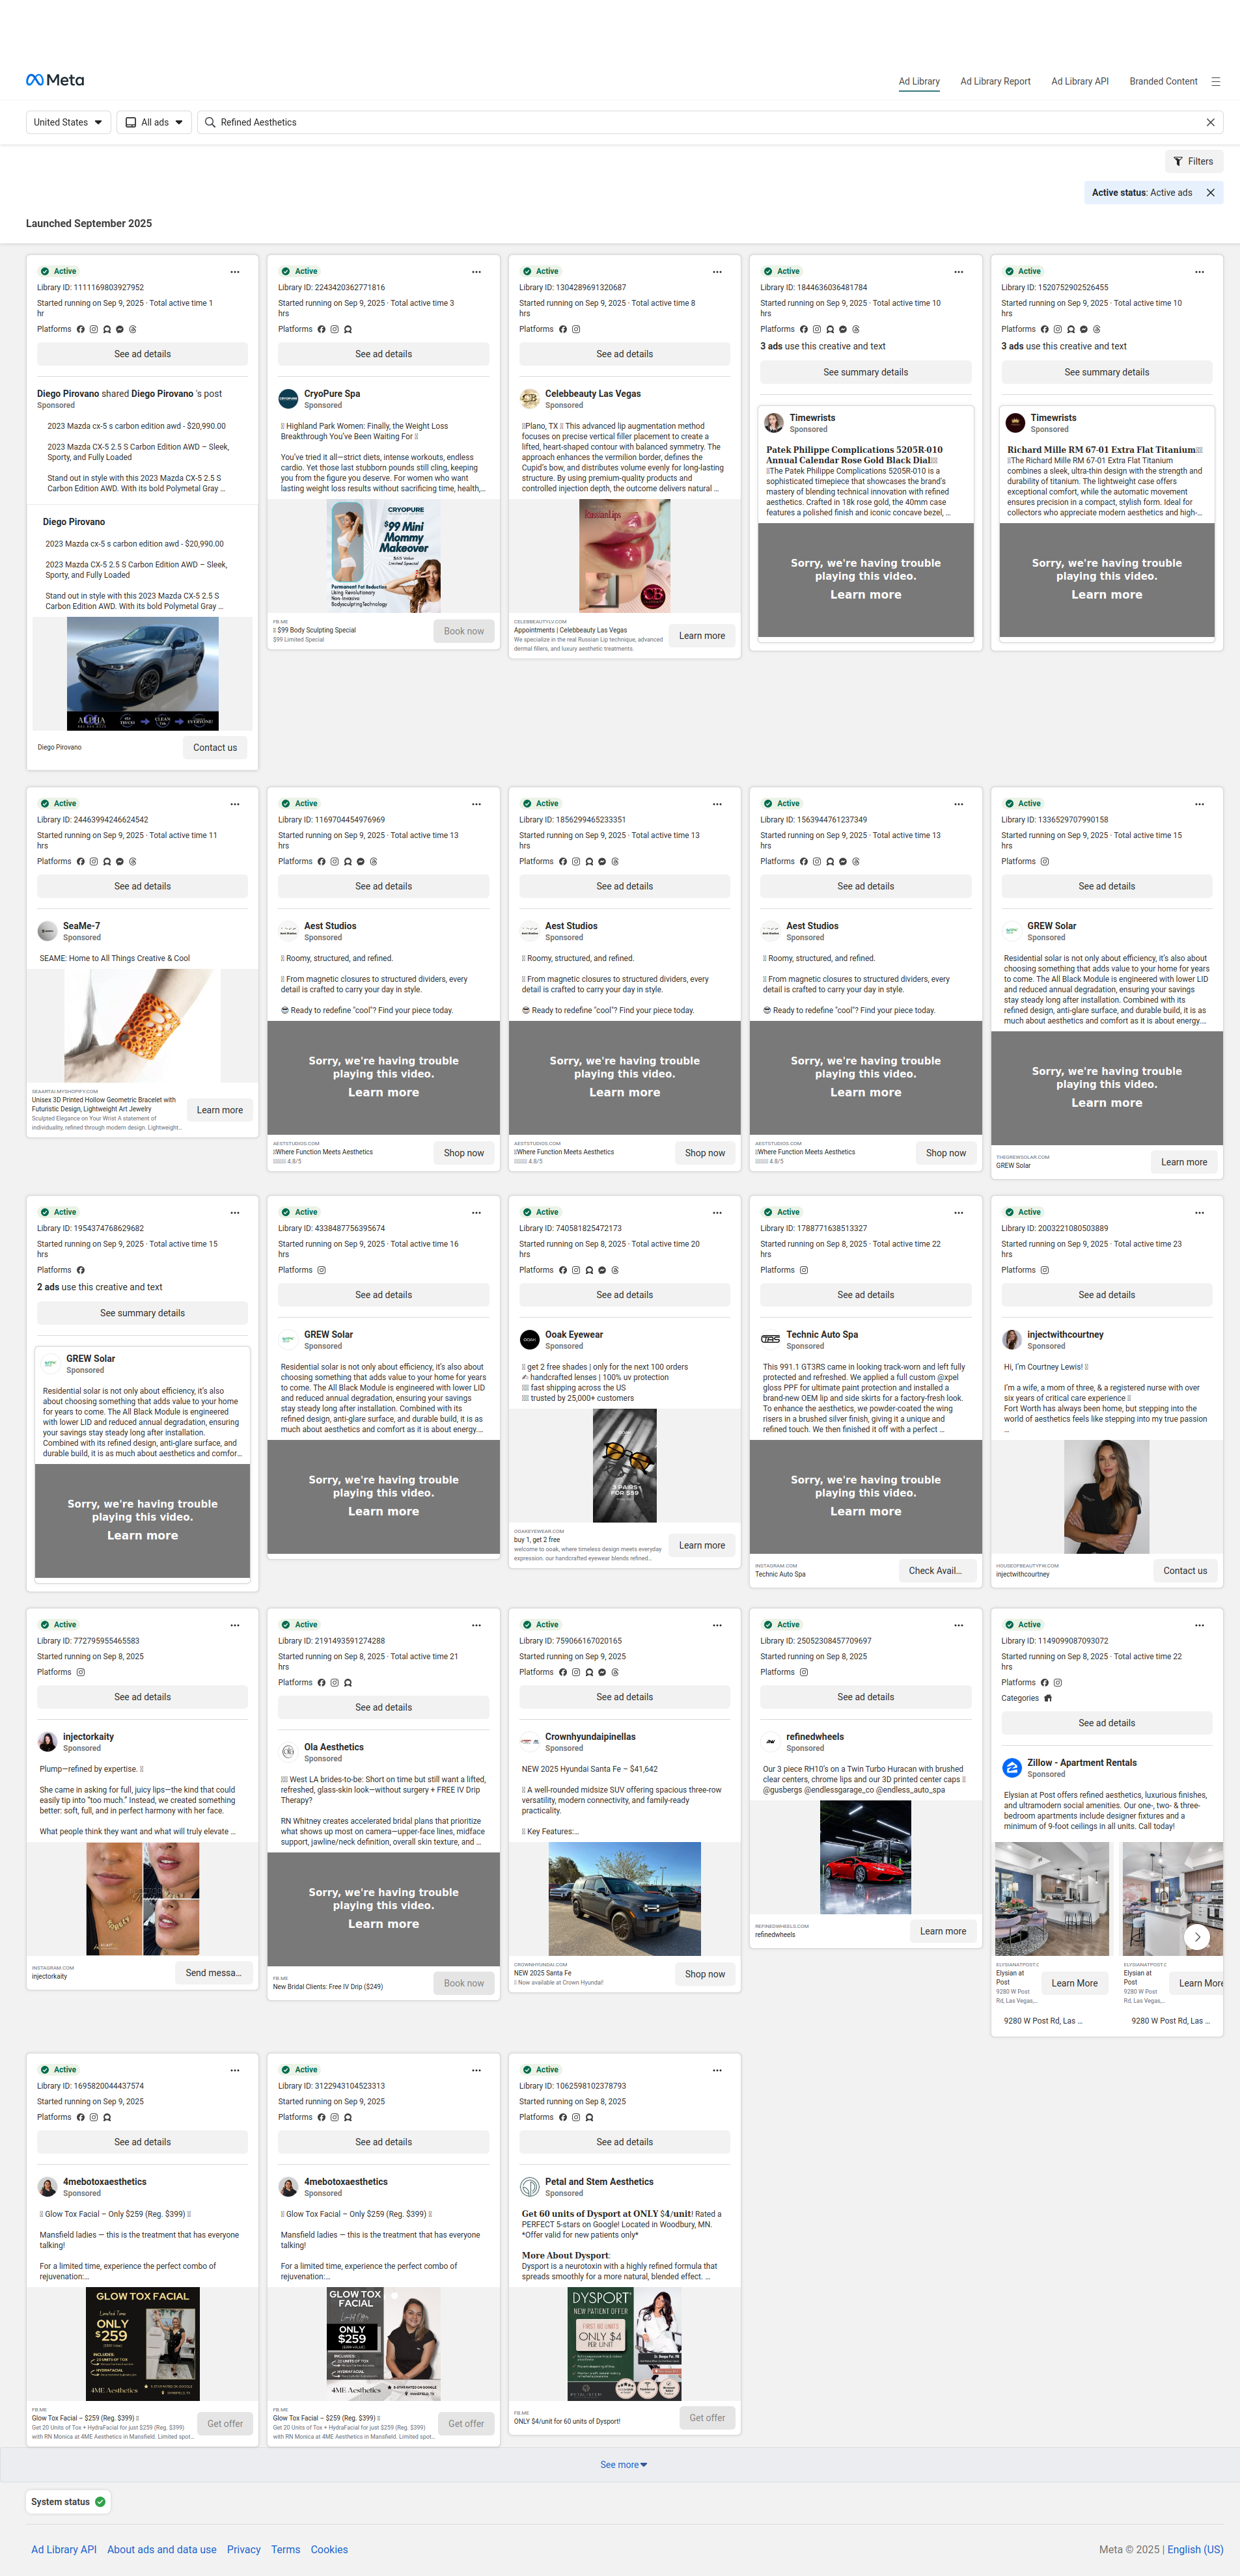 Meta
Ad Library
Ad Library Report
Ad Library API
Branded Content
United States
All ads
Refined Aesthetics
Filters
Active status: Active ads
Launched September 2025
Active
Library ID: 1111169803927952
Started running on Sep 9, 2025 · Total active time 1
hr
Platforms
See ad details
Diego Pirovano shared Diego Pirovano 's post
Sponsored
2023 Mazda cx-5 s carbon edition awd - $20,990.00
2023 Mazda CX-5 2.5 S Carbon Edition AWD – Sleek,
Sporty, and Fully Loaded
Stand out in style with this 2023 Mazda CX-5 2.5 S
Carbon Edition AWD. With its bold Polymetal Gray ...
Diego Pirovano
2023 Mazda cx-5 s carbon edition awd - $20,990.00
2023 Mazda CX-5 2.5 S Carbon Edition AWD – Sleek,
Sporty, and Fully Loaded
Stand out in style with this 2023 Mazda CX-5 2.5 S
Carbon Edition AWD. With its bold Polymetal Gray ...
Diego Pirovano
Contact us
Active
Library ID: 2243420362771816
Started running on Sep 9, 2025 · Total active time 3
hrs
Platforms
See ad details
CryoPure Spa
Sponsored
Highland Park Women: Finally, the Weight Loss
Breakthrough You've Been Waiting For
You've tried it all—strict diets, intense workouts, endless
cardio. Yet those last stubborn pounds still cling, keeping
you from the figure you deserve. For women who want
lasting weight loss results without sacrificing time, health,...
CRYOPURE
$99 Mini
Mommy
Makeover
Limited Special
Permanent Fat Reduction
Using Revolutionary
Non-Invasive
Bodysculpting Technology
FB.ME
$99 Body Sculpting Special
$99 Limited Special
Book now
Active
Library ID: 1304289691320687
Started running on Sep 9, 2025 · Total active time 8
hrs
Platforms
See ad details
Celebbeauty Las Vegas
Sponsored
Plano, TX This advanced lip augmentation method
focuses on precise vertical filler placement to create a
lifted, heart-shaped contour with balanced symmetry. The
approach enhances the vermilion border, defines the
Cupid's bow, and distributes volume evenly for long-lasting
structure. By using premium-quality products and
controlled injection depth, the outcome delivers natural ...
Russian Lips
CB
CELEBBEAUTYLV.COM
Appointments | Celebbeauty Las Vegas
We specialize in the real Russian Lip technique, advanced
dermal fillers, and luxury aesthetic treatments.
Learn more
Active
Library ID: 1844636036481784
Started running on Sep 9, 2025 · Total active time 10
hrs
Platforms
3 ads use this creative and text
See summary details
Timewrists
Sponsored
Patek Philippe Complications 5205R-010
Annual Calendar Rose Gold Black Dial
The Patek Philippe Complications 5205R-010 is a
sophisticated timepiece that showcases the brand's
mastery of blending technical innovation with refined
aesthetics. Crafted in 18k rose gold, the 40mm case
features a polished finish and iconic concave bezel, ...
Sorry, we're having trouble
playing this video.
Learn more
Active
Library ID: 1520752902526455
Started running on Sep 9, 2025 · Total active time 10
hrs
Platforms
3 ads use this creative and text
See summary details
Timewrists
Sponsored
Richard Mille RM 67-01 Extra Flat Titanium
The Richard Mille RM 67-01 Extra Flat Titanium
combines a sleek, ultra-thin design with the strength and
durability of titanium. The lightweight case offers
exceptional comfort, while the automatic movement
ensures precision in a compact, stylish form. Ideal for
collectors who appreciate modern aesthetics and high-...
Sorry, we're having trouble
playing this video.
Learn more
Active
Library ID: 24463994246624542
Started running on Sep 9, 2025 · Total active time 11
hrs
Platforms
See ad details
SeaMe-7
Sponsored
SEAME: Home to All Things Creative & Cool
SEAARTAI.MYSHOPIFY.COM
Unisex 3D Printed Hollow Geometric Bracelet with
Futuristic Design, Lightweight Art Jewelry
Sculpted Elegance on Your Wrist A statement of
individuality, refined through modern design. Lightweight...
Learn more
Active
Library ID: 1169704454976969
Started running on Sep 9, 2025 · Total active time 13
hrs
Platforms
See ad details
Aest Studios
Sponsored
Roomy, structured, and refined.
From magnetic closures to structured dividers, every
detail is crafted to carry your day in style.
😎 Ready to redefine "cool"? Find your piece today.
Sorry, we're having trouble
playing this video.
Learn more
AESTSTUDIOS.COM
Where Function Meets Aesthetics
4.8/5
Shop now
Active
Library ID: 1856299465233351
Started running on Sep 9, 2025 · Total active time 13
hrs
Platforms
See ad details
Aest Studios
Sponsored
Roomy, structured, and refined.
From magnetic closures to structured dividers, every
detail is crafted to carry your day in style.
😎 Ready to redefine "cool"? Find your piece today.
Sorry, we're having trouble
playing this video.
Learn more
AESTSTUDIOS.COM
Where Function Meets Aesthetics
4.8/5
Shop now
Active
Library ID: 1563944761237349
Started running on Sep 9, 2025 · Total active time 13
hrs
Platforms
See ad details
Aest Studios
Sponsored
Roomy, structured, and refined.
From magnetic closures to structured dividers, every
detail is crafted to carry your day in style.
😎 Ready to redefine "cool"? Find your piece today.
Sorry, we're having trouble
playing this video.
Learn more
AESTSTUDIOS.COM
Where Function Meets Aesthetics
4.8/5
Shop now
Active
Library ID: 1336529707990158
Started running on Sep 9, 2025 · Total active time 15
hrs
Platforms
See ad details
GREW Solar
Sponsored
Residential solar is not only about efficiency, it's also about
choosing something that adds value to your home for years
to come. The All Black Module is engineered with lower LID
and reduced annual degradation, ensuring your savings
stay steady long after installation. Combined with its
refined design, anti-glare surface, and durable build, it is as
much about aesthetics and comfort as it is about energy....
Sorry, we're having trouble
playing this video.
Learn more
THEGREWSOLAR.COM
GREW Solar
Learn more
Active
Library ID: 1954374768629682
Started running on Sep 9, 2025 · Total active time 15
hrs
Platforms
2 ads use this creative and text
See summary details
GREW Solar
Sponsored
Residential solar is not only about efficiency, it's also
about choosing something that adds value to your home
for years to come. The All Black Module is engineered
with lower LID and reduced annual degradation, ensuring
your savings stay steady long after installation.
Combined with its refined design, anti-glare surface, and
durable build, it is as much about aesthetics and comfor...
Sorry, we're having trouble
playing this video.
Learn more
Active
Library ID: 4338487756395674
Started running on Sep 9, 2025 · Total active time 16
hrs
Platforms
See ad details
GREW Solar
Sponsored
Residential solar is not only about efficiency, it's also about
choosing something that adds value to your home for years
to come. The All Black Module is engineered with lower LID
and reduced annual degradation, ensuring your savings
stay steady long after installation. Combined with its
refined design, anti-glare surface, and durable build, it is as
much about aesthetics and comfort as it is about energy....
Sorry, we're having trouble
playing this video.
Learn more
Active
Library ID: 740581825472173
Started running on Sep 8, 2025 · Total active time 20
hrs
Platforms
See ad details
Ooak Eyewear
Sponsored
get 2 free shades | only for the next 100 orders
✍ handcrafted lenses | 100% uv protection
fast shipping across the US
trusted by 25,000+ customers
3 PAIRS
FOR $59
OOAKEYEWEAR.COM
buy 1, get 2 free
welcome to ooak, where timeless design meets everyday
expression. our handcrafted eyewear blends refined...
Learn more
Active
Library ID: 1788771638513327
Started running on Sep 8, 2025 · Total active time 22
hrs
Platforms
See ad details
Technic Auto Spa
Sponsored
This 991.1 GT3RS came in looking track-worn and left fully
protected and refreshed. We applied a full custom @xpel
gloss PPF for ultimate paint protection and installed a
brand-new OEM lip and side skirts for a factory-fresh look.
To enhance the aesthetics, we powder-coated the wing
risers in a brushed silver finish, giving it a unique and
refined touch. We then finished it off with a perfect ...
Sorry, we're having trouble
playing this video.
Learn more
INSTAGRAM.COM
Technic Auto Spa
Check Avail...
Active
Library ID: 2003221080503889
Started running on Sep 9, 2025 · Total active time 23
hrs
Platforms
See ad details
injectwithcourtney
Sponsored
Hi, I'm Courtney Lewis!
I'm a wife, a mom of three, & a registered nurse with over
six years of critical care experience
Fort Worth has always been home, but stepping into the
world of aesthetics feels like stepping into my true passion
...
HOUSEOFBEAUTYFW.COM
injectwithcourtney
Contact us
Active
Library ID: 772795955465583
Started running on Sep 8, 2025
Platforms
See ad details
injectorkaity
Sponsored
Plump—refined by expertise.
She came in asking for full, juicy lips—the kind that could
easily tip into "too much." Instead, we created something
better: soft, full, and in perfect harmony with her face.
What people think they want and what will truly elevate ...
INSTAGRAM.COM
injectorkaity
Send messa...
Active
Library ID: 2191493591274288
Started running on Sep 8, 2025 · Total active time 21
hrs
Platforms
See ad details
Ola Aesthetics
Sponsored
West LA brides-to-be: Short on time but still want a lifted,
refreshed, glass-skin look—without surgery + FREE IV Drip
Therapy?
RN Whitney creates accelerated bridal plans that prioritize
what shows up most on camera—upper-face lines, midface
support, jawline/neck definition, overall skin texture, and ...
Sorry, we're having trouble
playing this video.
Learn more
FB.ME
New Bridal Clients: Free IV Drip ($249)
Book now
Active
Library ID: 759066167020165
Started running on Sep 9, 2025
Platforms
See ad details
Crownhyundaipinellas
Sponsored
NEW 2025 Hyundai Santa Fe – $41,642
A well-rounded midsize SUV offering spacious three-row
versatility, modern connectivity, and family-ready
practicality.
Key Features:...
CROWNHYUNDAI.COM
NEW 2025 Santa Fe
Now available at Crown Hyundai!
Shop now
Active
Library ID: 25052308457709697
Started running on Sep 8, 2025
Platforms
See ad details
refinedwheels
Sponsored
Our 3 piece RH10's on a Twin Turbo Huracan with brushed
clear centers, chrome lips and our 3D printed center caps
@gusbergs @endlessgarage_co @endless_auto_spa
REFINEDWHEELS.COM
refinedwheels
Learn more
Active
Library ID: 1149099087093072
Started running on Sep 8, 2025 · Total active time 22
hrs
Platforms
Categories
See ad details
Zillow - Apartment Rentals
Sponsored
Elysian at Post offers refined aesthetics, luxurious finishes,
and ultramodern social amenities. Our one-, two- & three-
bedroom apartments include designer fixtures and a
minimum of 9-foot ceilings in all units. Call today!
ELYSIANATPOST.C
Elysian at
Post
9280 W Post
Rd, Las Vegas,...
Learn More
9280 W Post Rd, Las ...
ELYSIANATPOST.C
Elysian at
Post
9280 W Post
Rd, Las Vegas,...
Learn More
9280 W Post Rd, Las ...
Active
Library ID: 1695820044437574
Started running on Sep 9, 2025
Platforms
See ad details
4mebotoxaesthetics
Sponsored
Glow Tox Facial – Only $259 (Reg. $399)
Mansfield ladies — this is the treatment that has everyone
talking!
For a limited time, experience the perfect combo of
rejuvenation:...
GLOW TOX FACIAL
Limited Time
ONLY
$259
INCLUDES:
20 UNITS OF TOX
HYDRAFACIAL
4ME Aesthetics
FB.ME
Glow Tox Facial – $259 (Reg. $399)
Get 20 Units of Tox + HydraFacial for just $259 (Reg. $399)
with RN Monica at 4ME Aesthetics in Mansfield. Limited spot...
Get offer
Active
Library ID: 3122943104523313
Started running on Sep 9, 2025
Platforms
See ad details
4mebotoxaesthetics
Sponsored
Glow Tox Facial – Only $259 (Reg. $399)
Mansfield ladies — this is the treatment that has everyone
talking!
For a limited time, experience the perfect combo of
rejuvenation:...
GLOW TOX
FACIAL
Limited Offer
ONLY
$259
INCLUDES:
20 UNITS OF TOX
HYDRAFACIAL
4ME Aesthetics
FB.ME
Glow Tox Facial – $259 (Reg. $399)
Get 20 Units of Tox + HydraFacial for just $259 (Reg. $399)
with RN Monica at 4ME Aesthetics in Mansfield. Limited spot...
Get offer
Active
Library ID: 1062598102378793
Started running on Sep 8, 2025
Platforms
See ad details
Petal and Stem Aesthetics
Sponsored
Get 60 units of Dysport at ONLY $4/unit! Rated a
PERFECT 5-stars on Google! Located in Woodbury, MN.
*Offer valid for new patients only*
More About Dysport:
Dysport is a neurotoxin with a highly refined formula that
spreads smoothly for a more natural, blended effect. ...
DYSPORT
NEW PATIENT OFFER
FIRST 60 UNITS
ONLY $4
PER UNIT
FB.ME
ONLY $4/unit for 60 units of Dysport!
Get offer
See more
System status
Ad Library API
About ads and data use
Privacy
Terms
Cookies
Meta © 2025 | English (US)